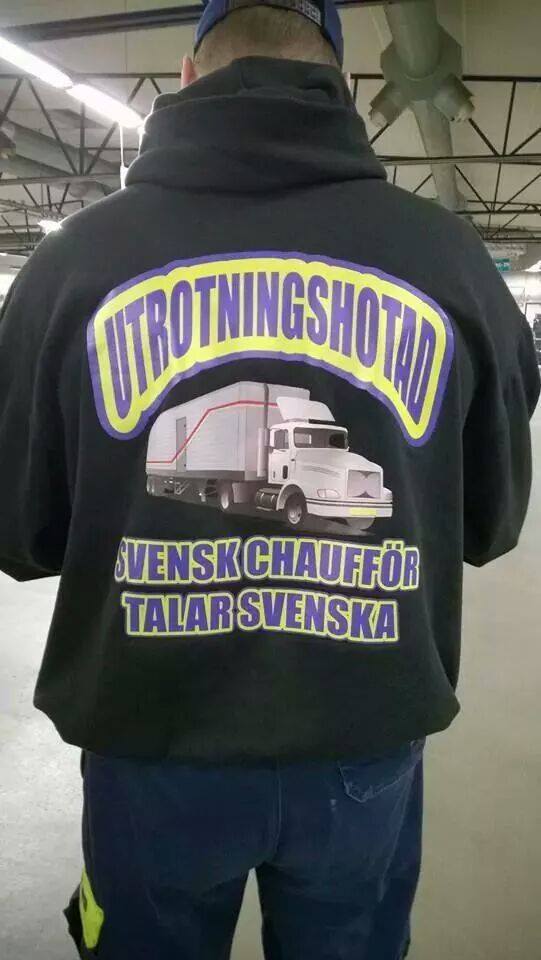 UTROTNINGSHOTAD
SVENSK CHAUFFÖR
TALAR SVENSKA